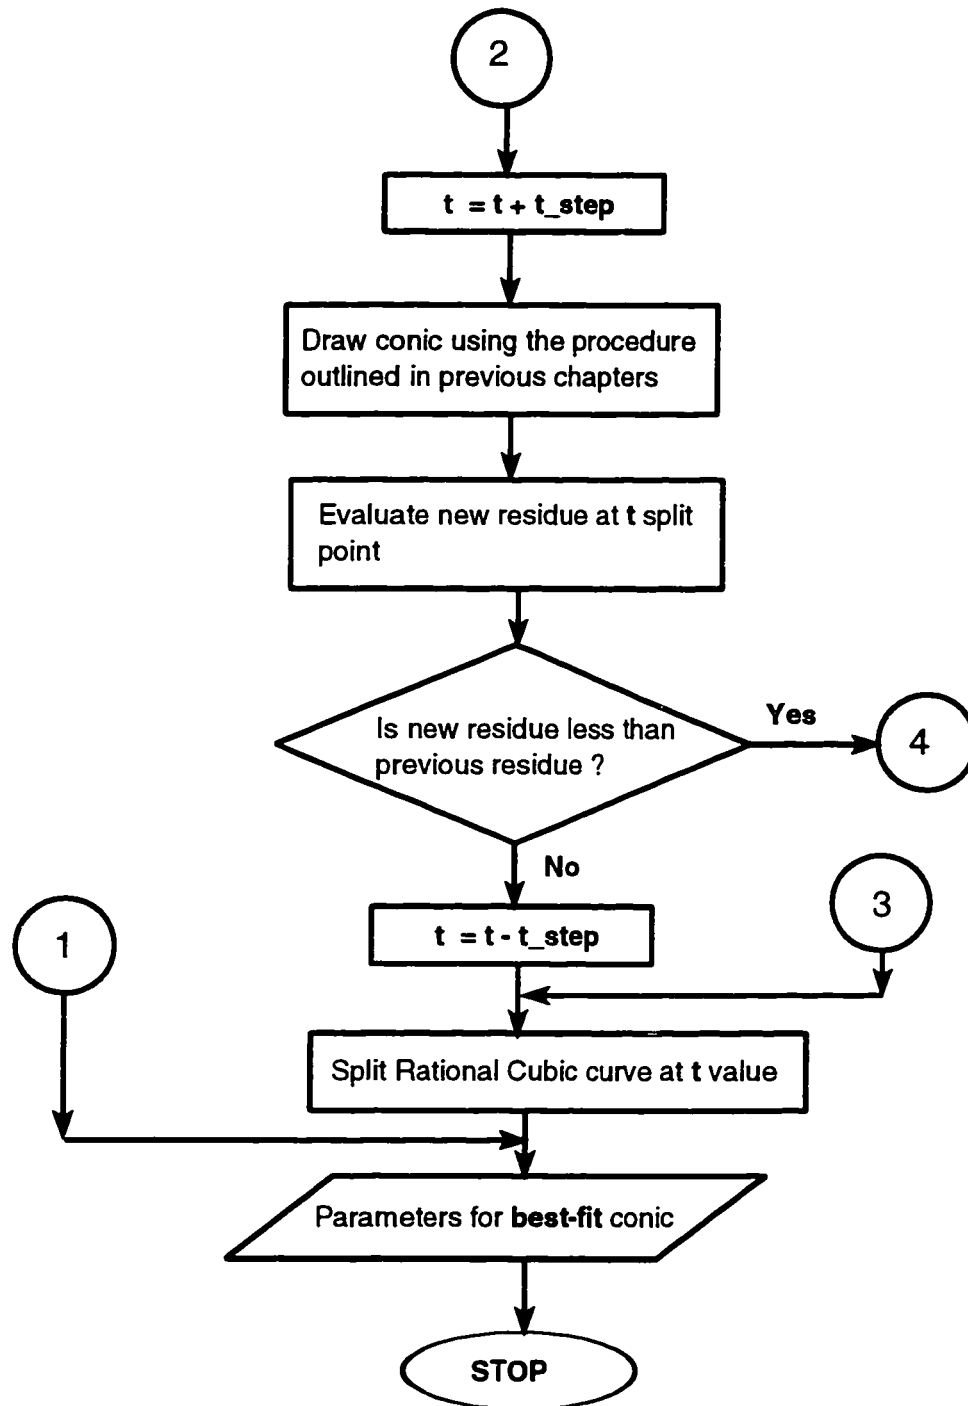 2
t = t + t_step
Draw conic using the procedure
outlined in previous chapters
Evaluate new residue at t split
point
Is new residue less than
previous residue ?
Yes
4
No
3
t = t - t_step
1
Split Rational Cubic curve at t value
Parameters for best-fit conic
STOP